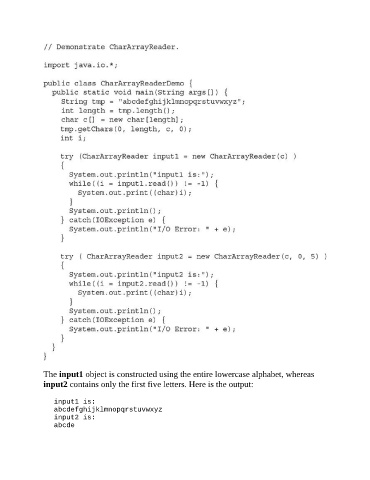 // Demonstrate CharArrayReader.
import java.io.*;
public class CharArrayReaderDemo {
public static void main(String args[]) {
String tmp = "abcdefghijklmnopqrstuvwxyz";
int length = tmp.length();
char c[] = new char[length];
tmp.getChars(0, length, c, 0);
int i;
try (CharArrayReader input1 = new CharArrayReader(c) )
{
System.out.println("input1 is:");
while((i = input1.read()) != -1) {
System.out.print((char)i);
}
System.out.println();
} catch(IOException e) {
System.out.println("I/O Error: " + e);
}
try ( CharArrayReader input2 = new CharArrayReader(c, 0, 5) )
{
System.out.println("input2 is:");
while((i = input2.read()) != -1) {
System.out.print((char)i);
}
System.out.println();
} catch(IOException e) {
System.out.println("I/O Error: " + e);
}
}
}
The input1 object is constructed using the entire lowercase alphabet, whereas
input2 contains only the first five letters. Here is the output:
input1 is:
abcdefghijklmnopqrstuvwxyz
input2 is:
abcde